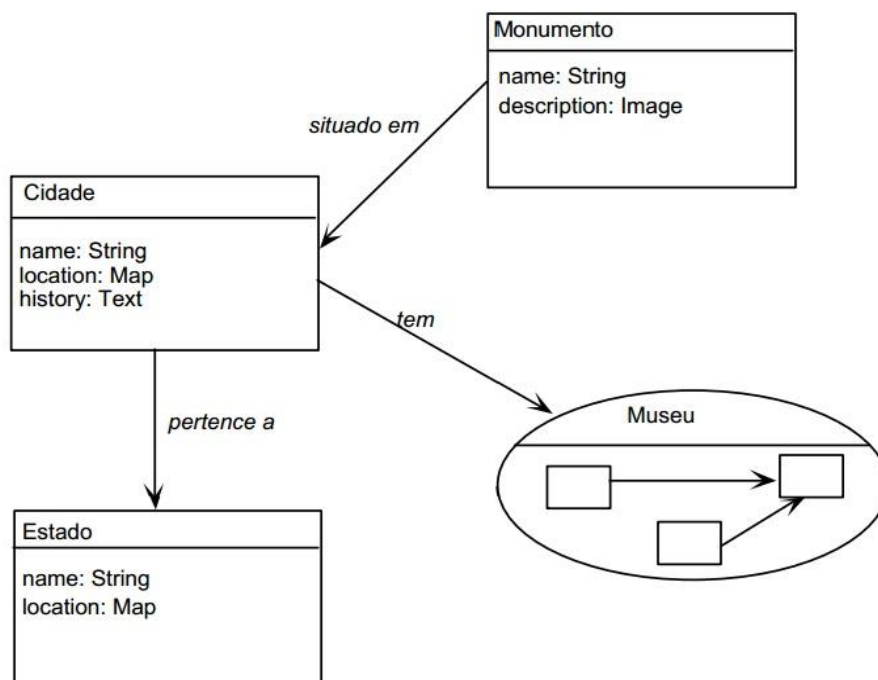 Monumento
name: String
description: Image
situado em
Cidade
name: String
location: Map
history: Text
tem
Museu
pertence a
Estado
name: String
location: Map